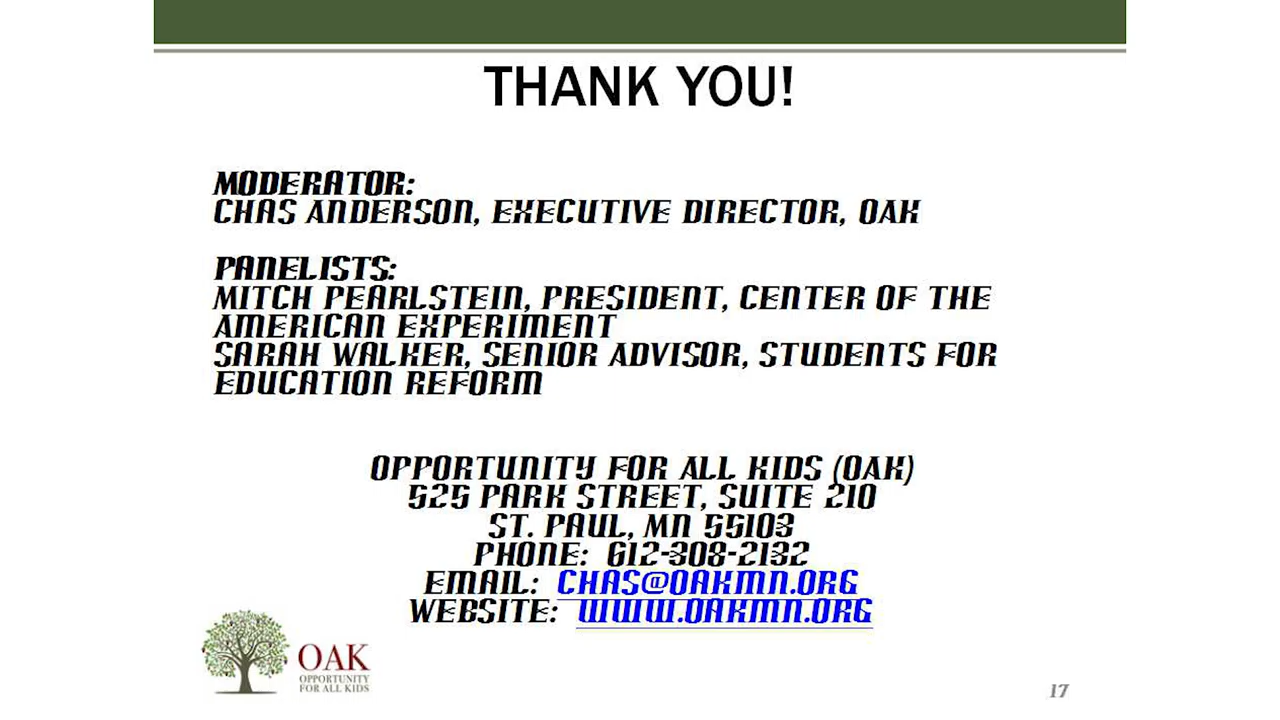 THANK YOU!
MODERATOR:
CHAS ANDERSON, EXECUTIVE DIRECTOR, OAK
PANELISTS:
MITCH PEARLSTEIN, PRESIDENT, CENTER OF THE
AMERICAN EXPERIMENT
SARAH WALKER, SENIOR ADVISOR, STUDENTS FOR
EDUCATION REFORM
OPPORTUNITY FOR ALL KIDS (OAK)
525 PARK STREET, SUITE 210
ST. PAUL, MN 55103
PHONE: 612-308-2132
EMAIL: CHAS@OAKMN.ORG
WEBSITE: WWW.OAKMN.ORG
OAK
OPPORTUNITY
FOR ALL KIDS
17